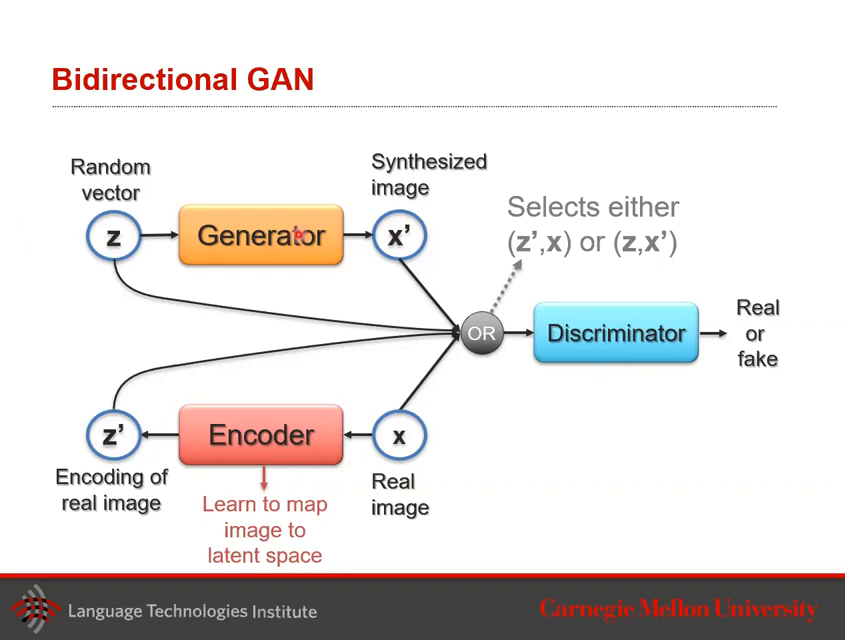 Bidirectional GAN
Random
vector
z
Generator
Synthesized
image
x’
Selects either
(z’,x) or (z,x’)
OR
Discriminator
Real
or
fake
z’
Encoder
x
Encoding of
real image
Learn to map
image to
latent space
Real
image
Language Technologies Institute
Carnegie Mellon University